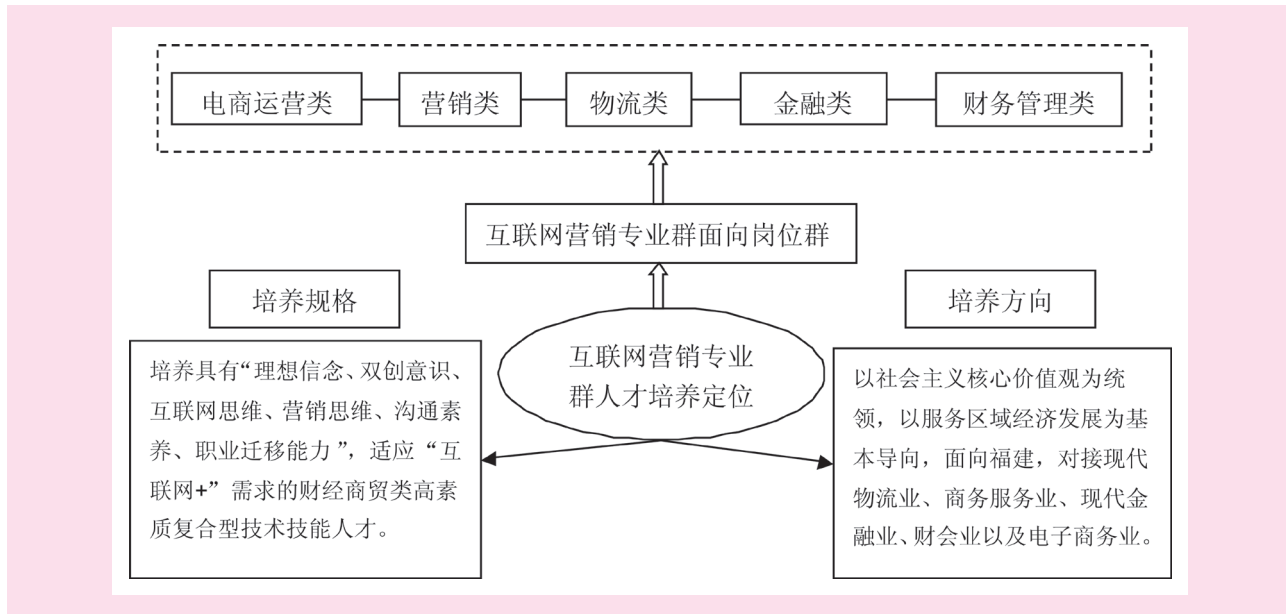 电商运营类 营销类 物流类 金融类 财务管理类
互联网营销专业群面向岗位群
培养规格
培养具有“理想信念、双创意识、
互联网思维、营销思维、沟通素
养、职业迁移能力”，适应“互
联网+”需求的财经商贸类高素
质复合型技术技能人才。
互联网营销专业
群人才培养定位
培养方向
以社会主义核心价值观为统
领，以服务区域经济发展为基
本导向，面向福建，对接现代
物流业、商务服务业、现代金
融业、财会业以及电子商务业。